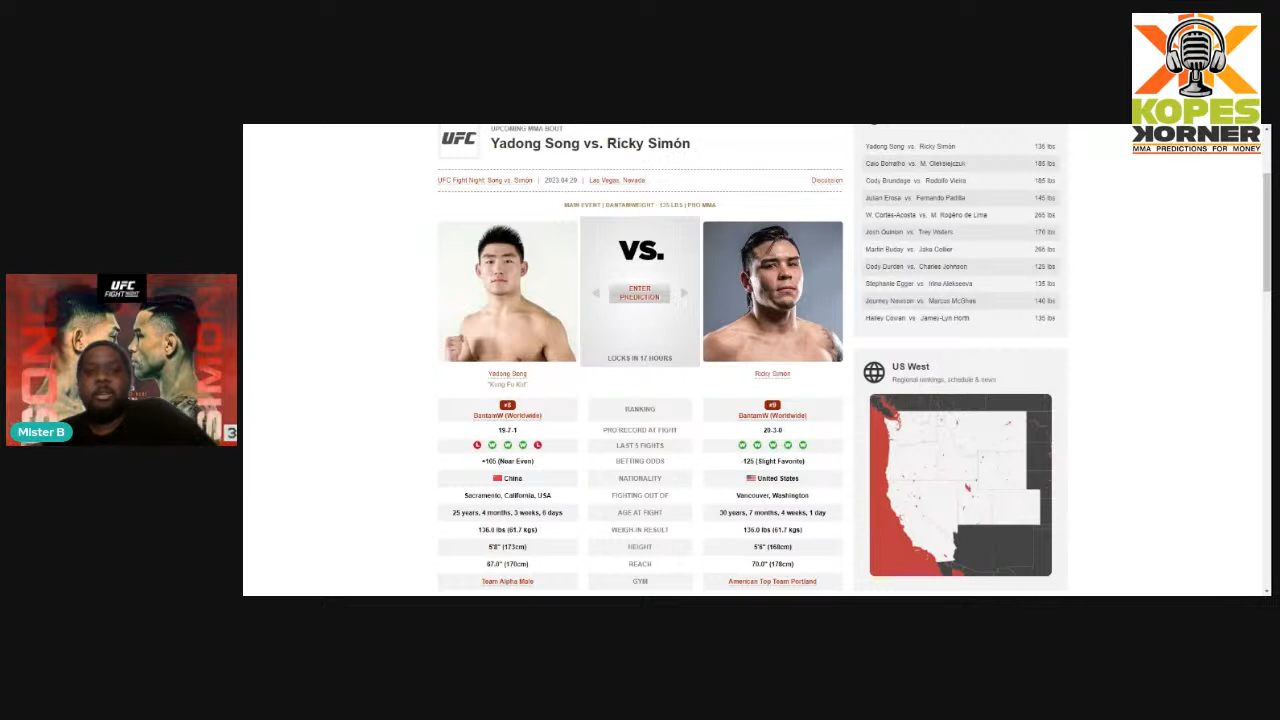 KOPES
KORNER
MMA PREDICTIONS FOR MONEY
UFC
UPCOMING MMA BOUT
Yadong Song vs. Ricky Simón
UFC Fight Night: Song vs. Simón | 2023.04.29 | Las Vegas, Nevada
Discussion
MAIN EVENT | BANTAMWEIGHT · 135 LBS | PRO MMA
VS.
ENTER
PREDICTION
LOCKS IN 17 HOURS
Yadong Song
"Kung Fu Kid"
Ricky Simón
#8
BantamW (Worldwide)
RANKING
#9
BantamW (Worldwide)
19-7-1
PRO RECORD AT FIGHT
20-3-0
L W W W L
LAST 5 FIGHTS
W W W W W
+105 (Near Even)
BETTING ODDS
-125 (Slight Favorite)
China
NATIONALITY
United States
Sacramento, California, USA
FIGHTING OUT OF
Vancouver, Washington
25 years, 4 months, 3 weeks, 6 days
AGE AT FIGHT
30 years, 7 months, 4 weeks, 1 day
136.0 lbs (61.7 kgs)
WEIGH-IN RESULT
136.0 lbs (61.7 kgs)
5'8" (173cm)
HEIGHT
5'6" (168cm)
67.0" (170cm)
REACH
70.0" (178cm)
Team Alpha Male
GYM
American Top Team Portland
Yadong Song vs. Ricky Simón 136 lbs
Caio Borralho vs. M. Oleksiejczuk 185 lbs
Cody Brundage vs. Rodolfo Vieira 185 lbs
Julian Erosa vs. Fernando Padilla 145 lbs
W. Cortes-Acosta vs. M. Rogério de Lima 265 lbs
Josh Quinlan vs. Trey Waters 170 lbs
Martin Buday vs. Jake Collier 265 lbs
Cody Durden vs. Charles Johnson 125 lbs
Stephanie Egger vs. Irina Alekseeva 135 lbs
Journey Newson vs. Marcus McGhee 140 lbs
Hailey Cowan vs. Jamey-Lyn Horth 135 lbs
US West
Regional rankings, schedule & news
UFC
FIGHT NIGHT
SONG
SIMON
Mister B
3